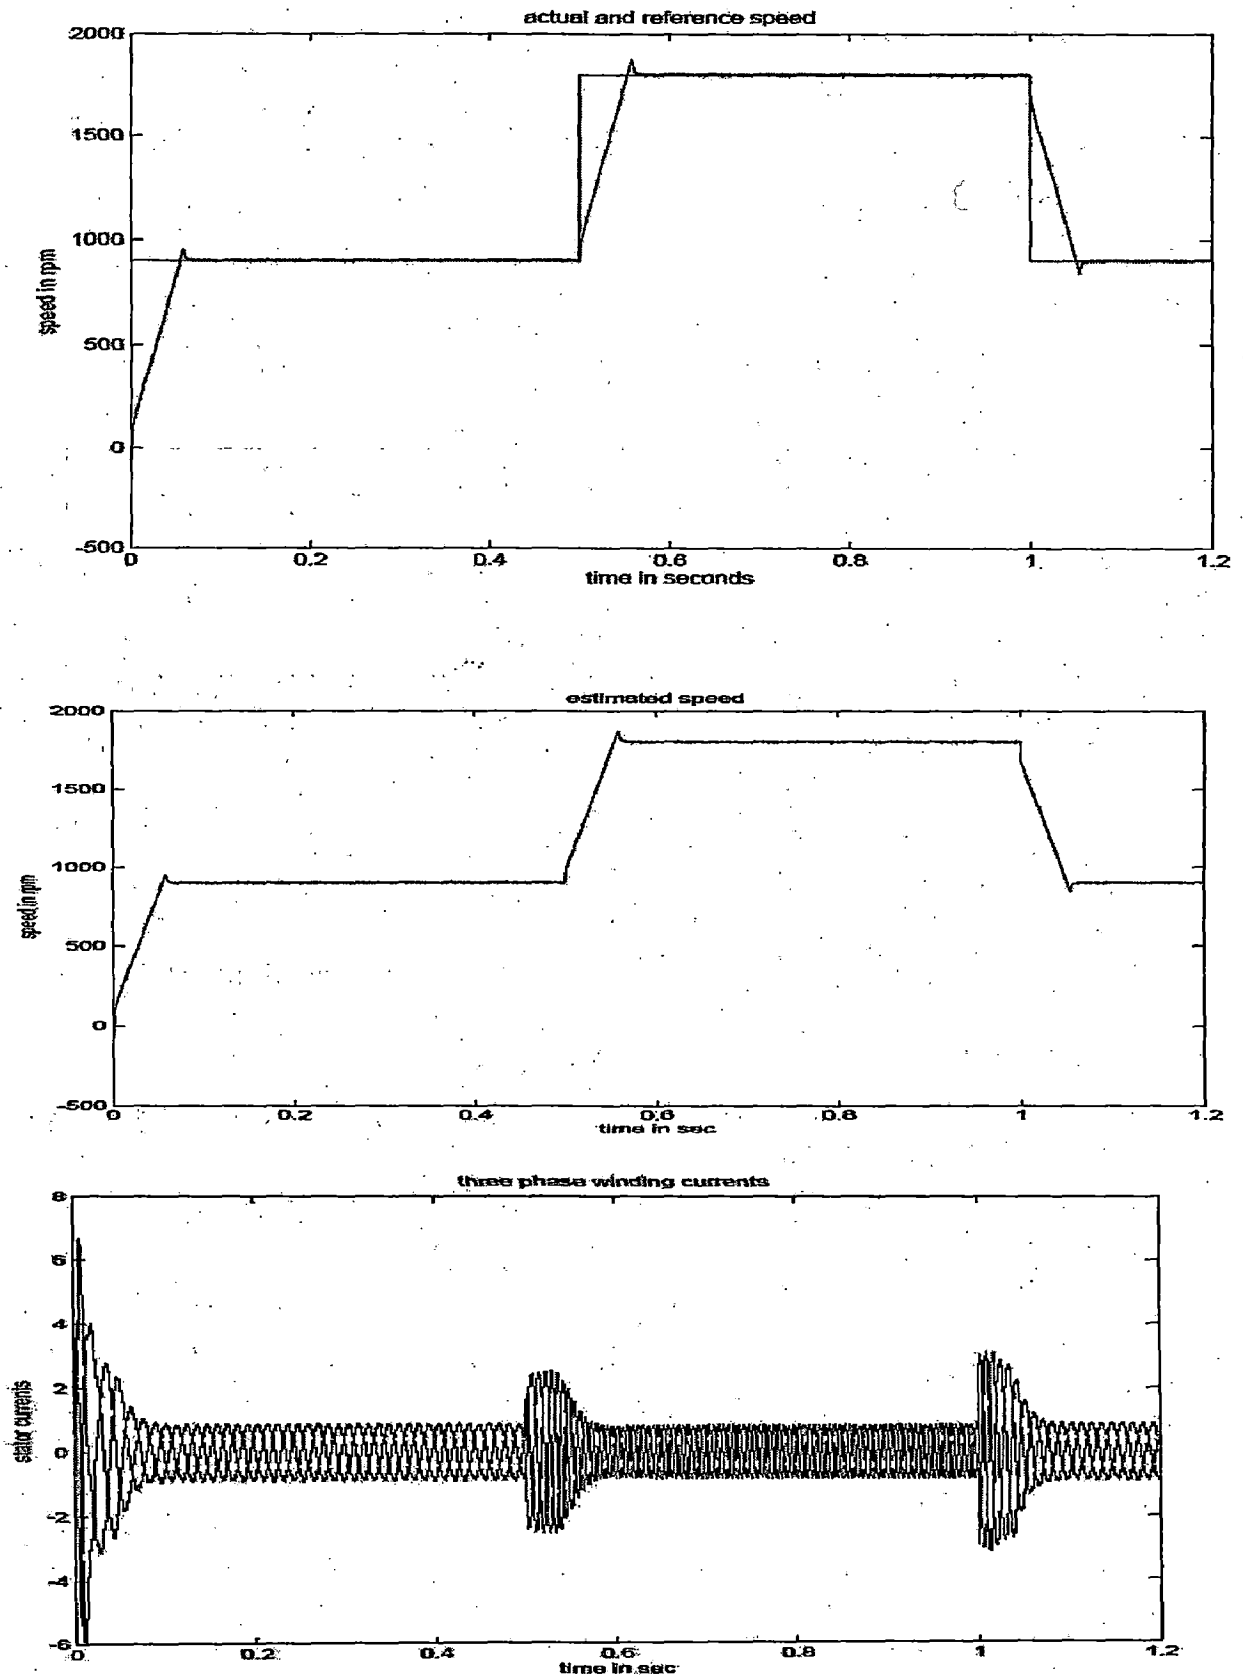 actual and reference speed
2000
1500
1000
500
0
-500
speed in rpm
0 0.2 0.4 0.6 0.8 1 1.2
time in seconds
estimated speed
2000
1500
1000
500
0
-500
speed in rpm
0 0.2 0.4 0.6 0.8 1 1.2
time in sec
three phase winding currents
8
6
4
2
0
-2
-4
-6
stator currents
0 0.2 0.4 0.6 0.8 1 1.2
time in sec